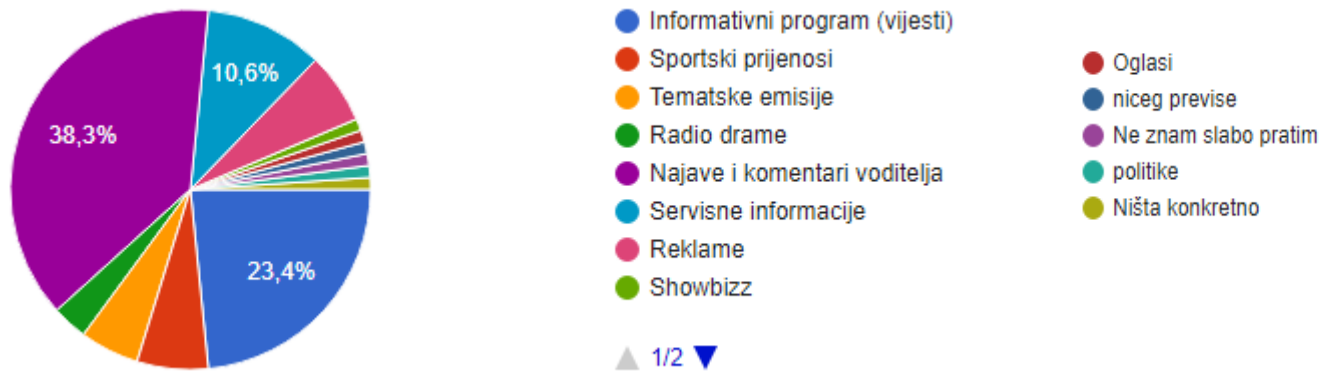 10,6%
38,3%
23,4%
Informativni program (vijesti)
Sportski prijenosi
Tematske emisije
Radio drame
Najave i komentari voditelja
Servisne informacije
Reklame
Showbizz
1/2
Oglasi
niceg previse
Ne znam slabo pratim
politike
Ništa konkretno